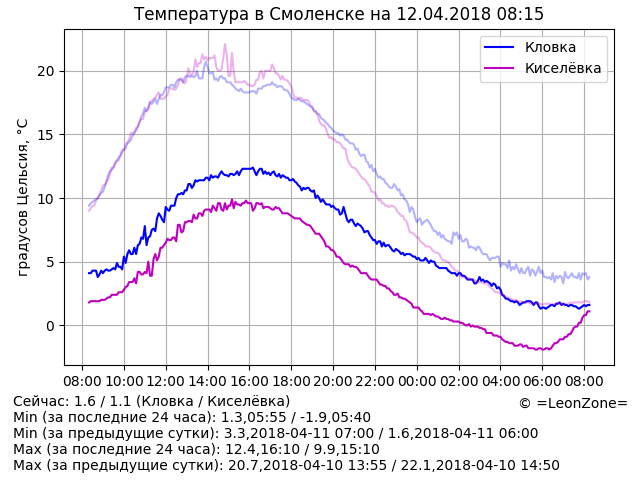 Температура в Смоленске на 12.04.2018 08:15
градусов Цельсия, °C
20
15
10
5
0
Кловка
Киселёвка
08:00 10:00 12:00 14:00 16:00 18:00 20:00 22:00 00:00 02:00 04:00 06:00 08:00
Сейчас: 1.6 / 1.1 (Кловка / Киселёвка)
© =LeonZone=
Min (за последние 24 часа): 1.3,05:55 / -1.9,05:40
Min (за предыдущие сутки): 3.3,2018-04-11 07:00 / 1.6,2018-04-11 06:00
Max (за последние 24 часа): 12.4,16:10 / 9.9,15:10
Max (за предыдущие сутки): 20.7,2018-04-10 13:55 / 22.1,2018-04-10 14:50